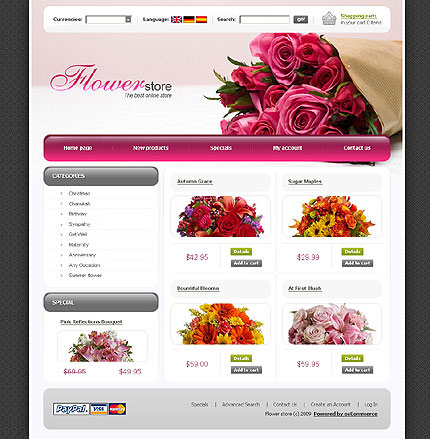 Currencies:
Language:
Search:
go!
Shopping cart:
in your cart 0 items
Flower store
The best online store
Home page
New products
Specials
My account
Contact us
CATEGORIES
Christmas
Chanukah
Birthday
Sympathy
Get Well
Maternity
Anniversary
Any Occasion
Summer flower
SPECIAL
Pink Reflections Bouquet
$69.95
$49.95
Autumn Grace
$42.95
Details
Add to cart
Sugar Maples
$29.99
Details
Add to cart
Bountiful Blooms
$59.00
Details
Add to cart
At First Blush
$59.95
Details
Add to cart
PayPal
VISA
Specials | Advanced Search | Contact Us | Create an Account | Log In
Flower store (c) 2009 Powered by osCommerce